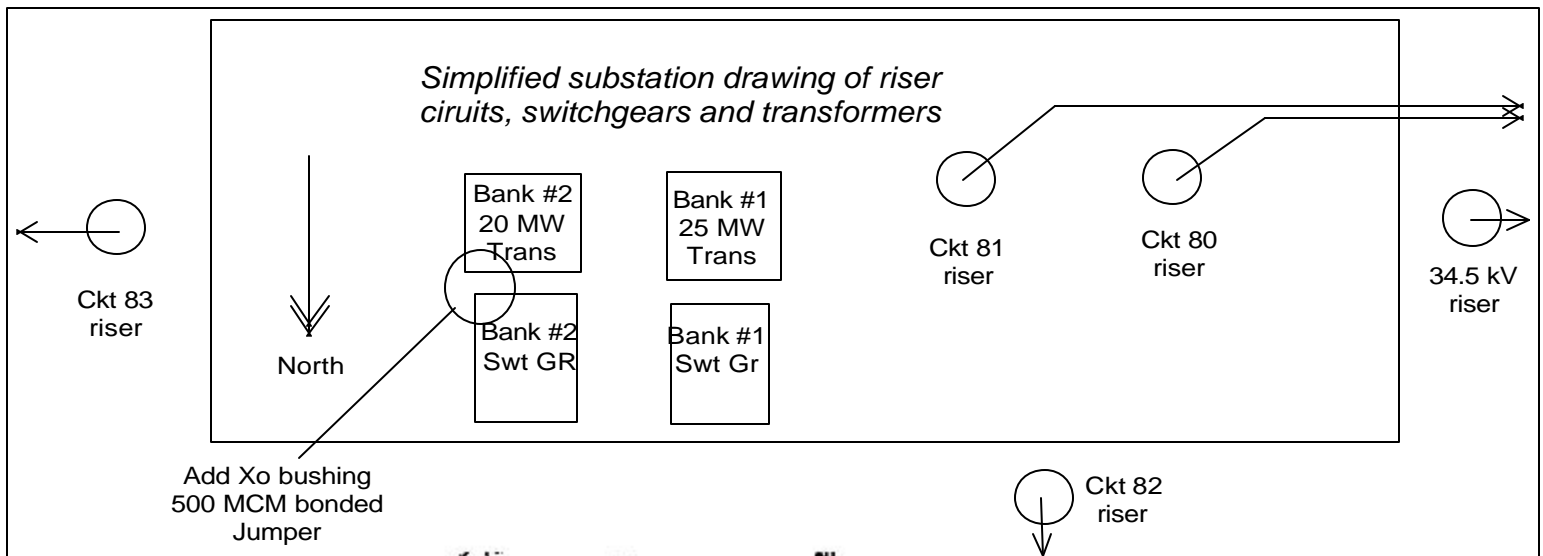 Simplified substation drawing of riser
ciruits, switchgears and transformers
Bank #2
20 MW
Trans
Bank #1
25 MW
Trans
Ckt 81
riser
Ckt 80
riser
34.5 kV
riser
Ckt 83
riser
North
Bank #2
Swt GR
Bank #1
Swt Gr
Add Xo bushing
500 MCM bonded
Jumper
Ckt 82
riser